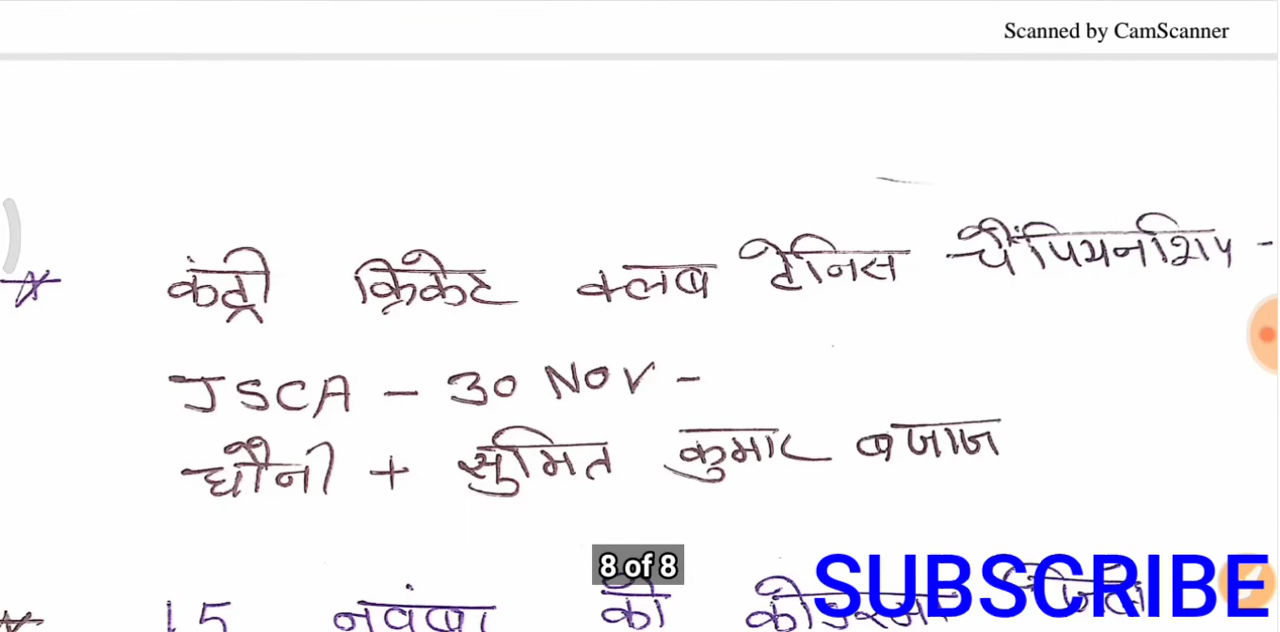 Scanned by CamScanner
कंट्री क्रिकेट क्लब टेनिस चैंपियनशिप -
JSCA - 30 NOV -
धौनी + सुमित कुमार बजाज
8 of 8
SUBSCRIBE
15 नवंबर को